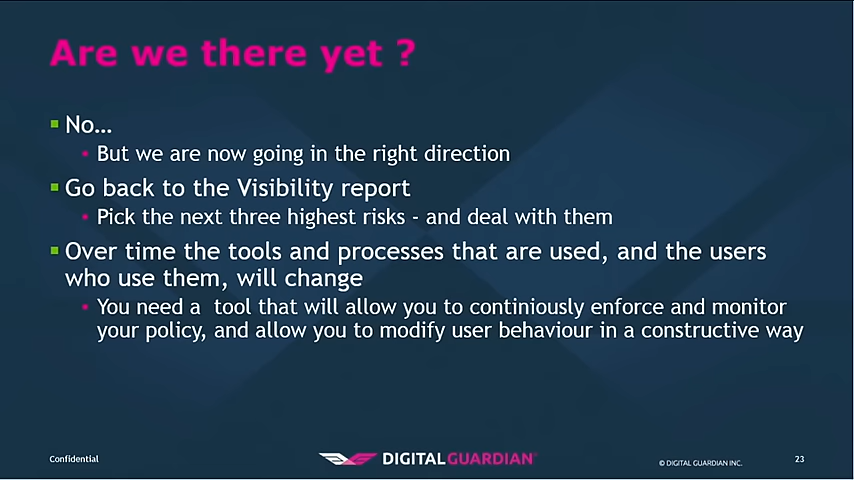 Are we there yet ?
No…
But we are now going in the right direction
Go back to the Visibility report
Pick the next three highest risks - and deal with them
Over time the tools and processes that are used, and the users
who use them, will change
You need a  tool that will allow you to continiously enforce and monitor
your policy, and allow you to modify user behaviour in a constructive way
Confidential
DIGITAL GUARDIAN
© DIGITAL GUARDIAN INC.
23